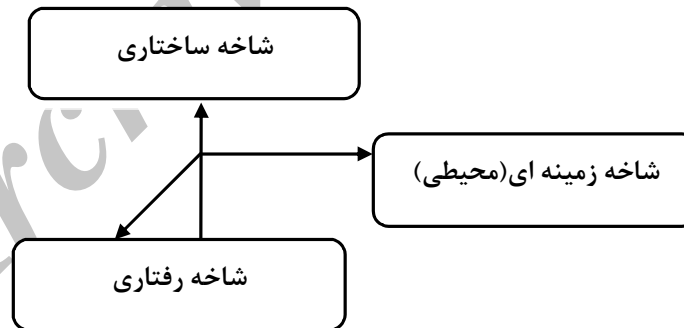 شاخه ساختاری
شاخه زمینه ای(محیطی)
شاخه رفتاری